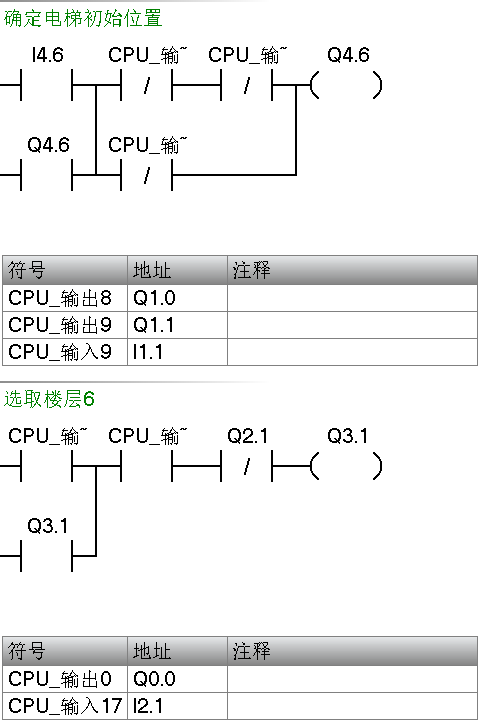 确定电梯初始位置
I4.6 CPU_输~ CPU_输~ Q4.6
/ /
Q4.6 CPU_输~
/
符号 地址 注释
CPU_输出8 Q1.0
CPU_输出9 Q1.1
CPU_输入9 I1.1
选取楼层6
CPU_输~ CPU_输~ Q2.1 Q3.1
/
Q3.1
符号 地址 注释
CPU_输出0 Q0.0
CPU_输入17 I2.1